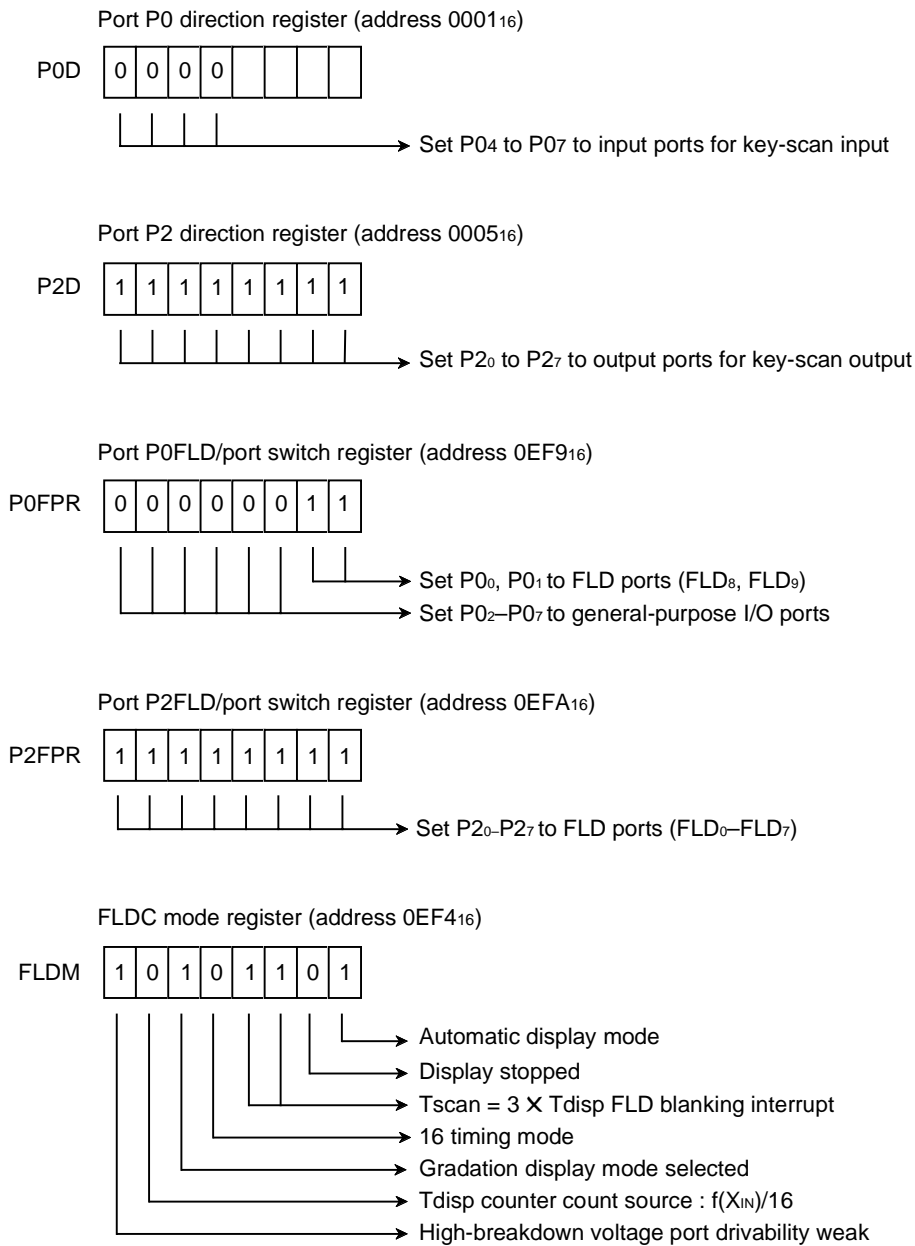 Port P0 direction register (address 0001₁₆)
P0D 0 0 0 0
Set P0₄ to P0₇ to input ports for key-scan input
Port P2 direction register (address 0005₁₆)
P2D 1 1 1 1 1 1 1 1
Set P2₀ to P2₇ to output ports for key-scan output
Port P0FLD/port switch register (address 0EF9₁₆)
P0FPR 0 0 0 0 0 0 1 1
Set P0₀, P0₁ to FLD ports (FLD₈, FLD₉)
Set P0₂–P0₇ to general-purpose I/O ports
Port P2FLD/port switch register (address 0EFA₁₆)
P2FPR 1 1 1 1 1 1 1 1
Set P2₀–P2₇ to FLD ports (FLD₀–FLD₇)
FLDC mode register (address 0EF4₁₆)
FLDM 1 0 1 0 1 1 0 1
Automatic display mode
Display stopped
Tscan = 3 X Tdisp FLD blanking interrupt
16 timing mode
Gradation display mode selected
Tdisp counter count source : f(XIN)/16
High-breakdown voltage port drivability weak